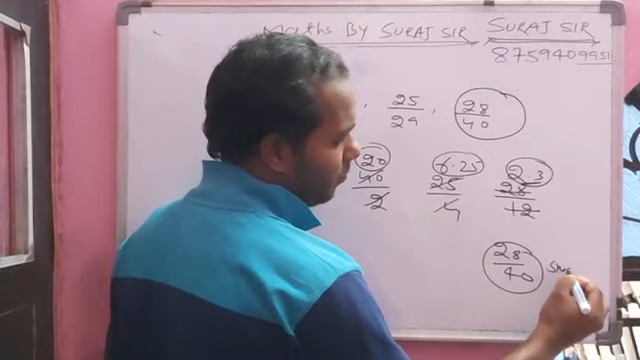 Maths BY SURAJ SIR SURAJ SIR
8759409951
, 25/29 , 28/40
20 6.25 2.3
40/2 25/4 28/12
28/40